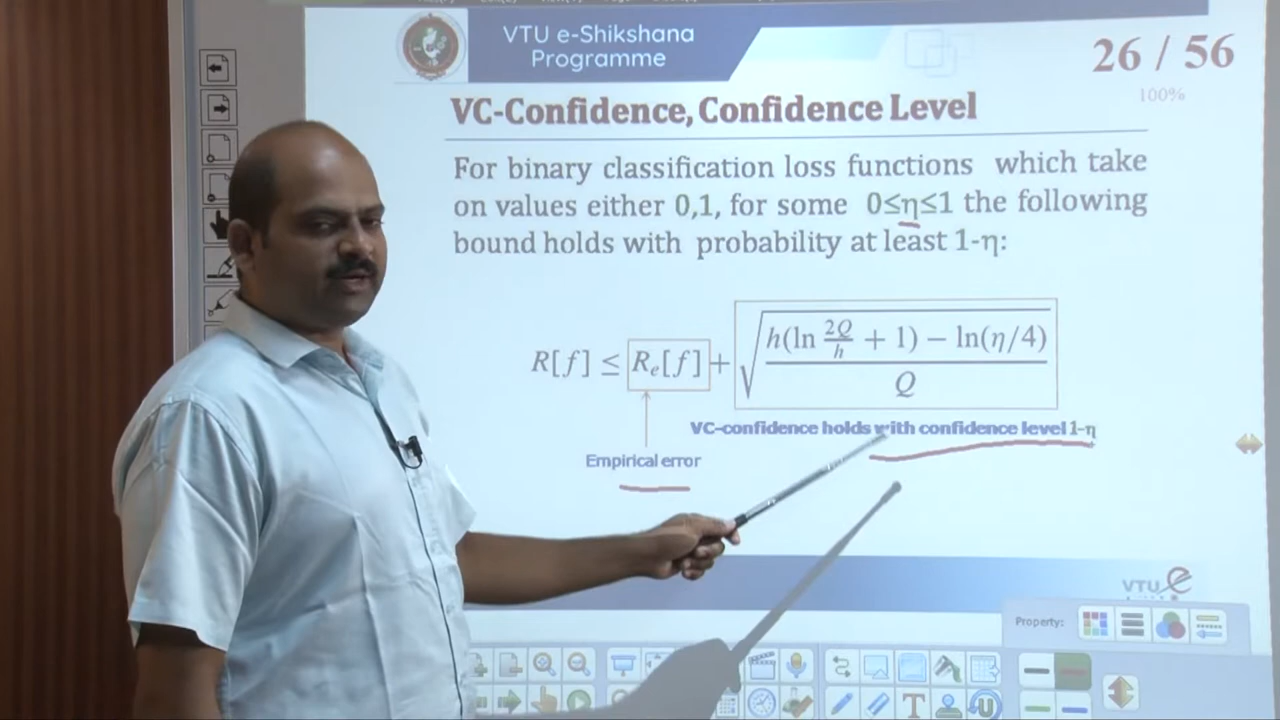 VTU e-Shikshana
Programme
26 / 56
100%
VC-Confidence, Confidence Level
For binary classification loss functions which take
on values either 0,1, for some 0≤η≤1 the following
bound holds with probability at least 1-η:
R[f] ≤ Rₑ[f] + √((h(ln 2Q/h + 1) − ln(η/4))/Q)
VC-confidence holds with confidence level 1-η
Empirical error
VTU e
Property:
T